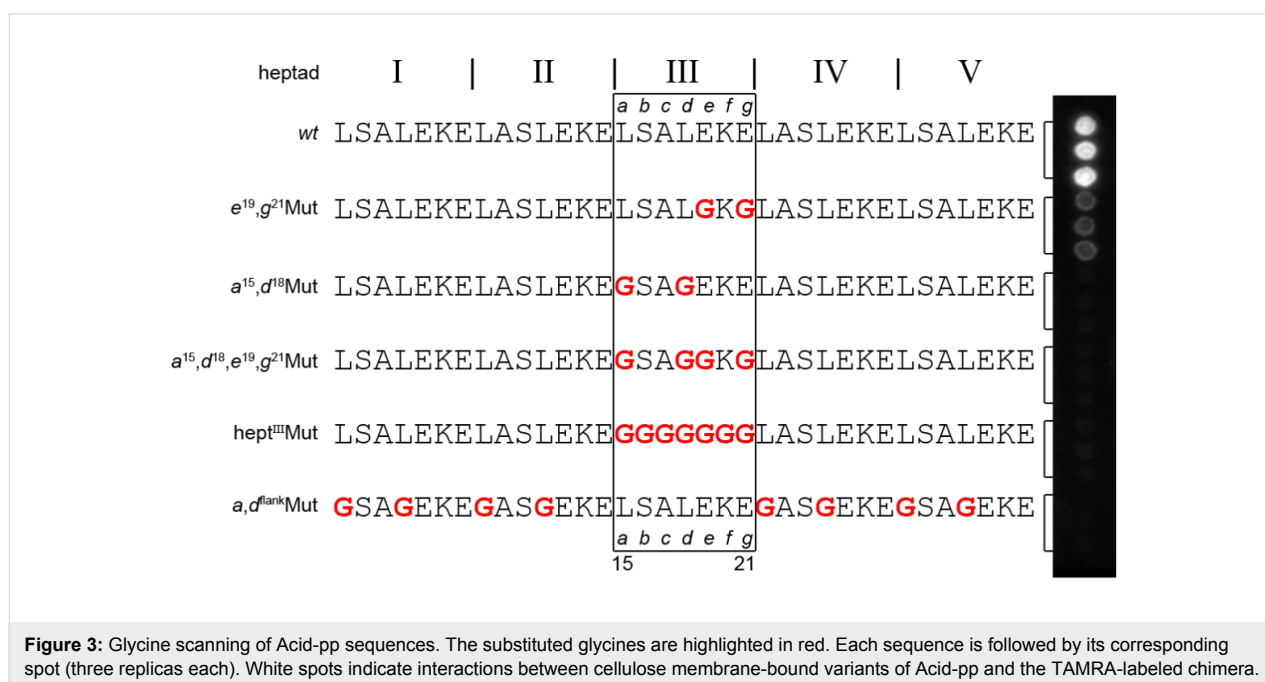 heptad I | II | III | IV | V
a b c d e f g
wt LSALEKELASLEKELSALEKELASLEKELSALEKE
e¹⁹,g²¹Mut LSALEKELASLEKELSALGKGLASLEKELSALEKE
a¹⁵,d¹⁸Mut LSALEKELASLEKEGSAGEKELASLEKELSALEKE
a¹⁵,d¹⁸,e¹⁹,g²¹Mut LSALEKELASLEKEGSAGGKGLASLEKELSALEKE
heptᴵᴵᴵMut LSALEKELASLEKEGGGGGGGLASLEKELSALEKE
a,dᶠˡᵃⁿᵏMut GSAGEKEGASGEKELSALEKEGASGEKEGSAGEKE
a b c d e f g
15 21
Figure 3: Glycine scanning of Acid-pp sequences. The substituted glycines are highlighted in red. Each sequence is followed by its corresponding
spot (three replicas each). White spots indicate interactions between cellulose membrane-bound variants of Acid-pp and the TAMRA-labeled chimera.